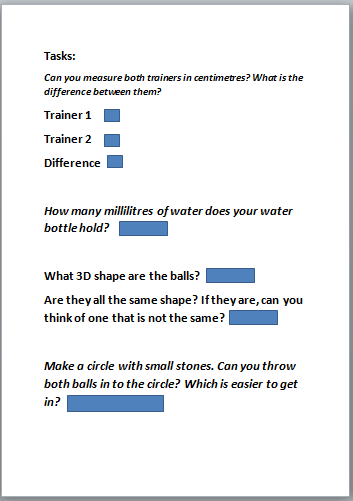 Tasks:
Can you measure both trainers in centimetres? What is the
difference between them?
Trainer 1
Trainer 2
Difference
How many millilitres of water does your water
bottle hold?
What 3D shape are the balls?
Are they all the same shape? If they are, can you
think of one that is not the same?
Make a circle with small stones. Can you throw
both balls in to the circle? Which is easier to get
in?